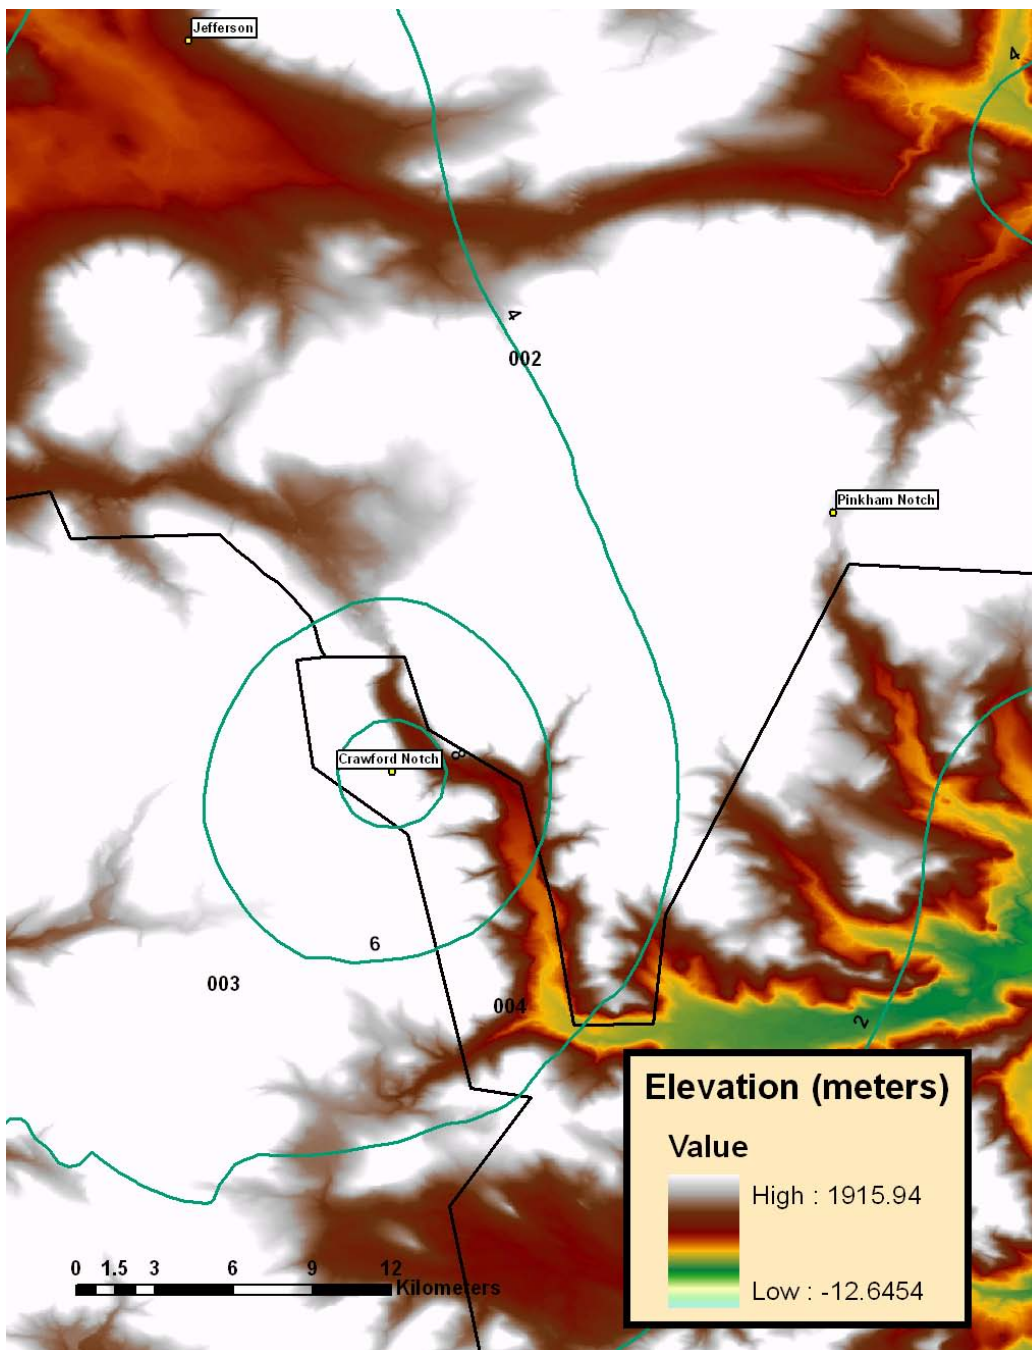 Jefferson
4
4
002
Pinkham Notch
Crawford Notch
8
6
003
004
2
Elevation (meters)
Value
High : 1915.94
Low : -12.6454
0 1.5 3 6 9 12
Kilometers